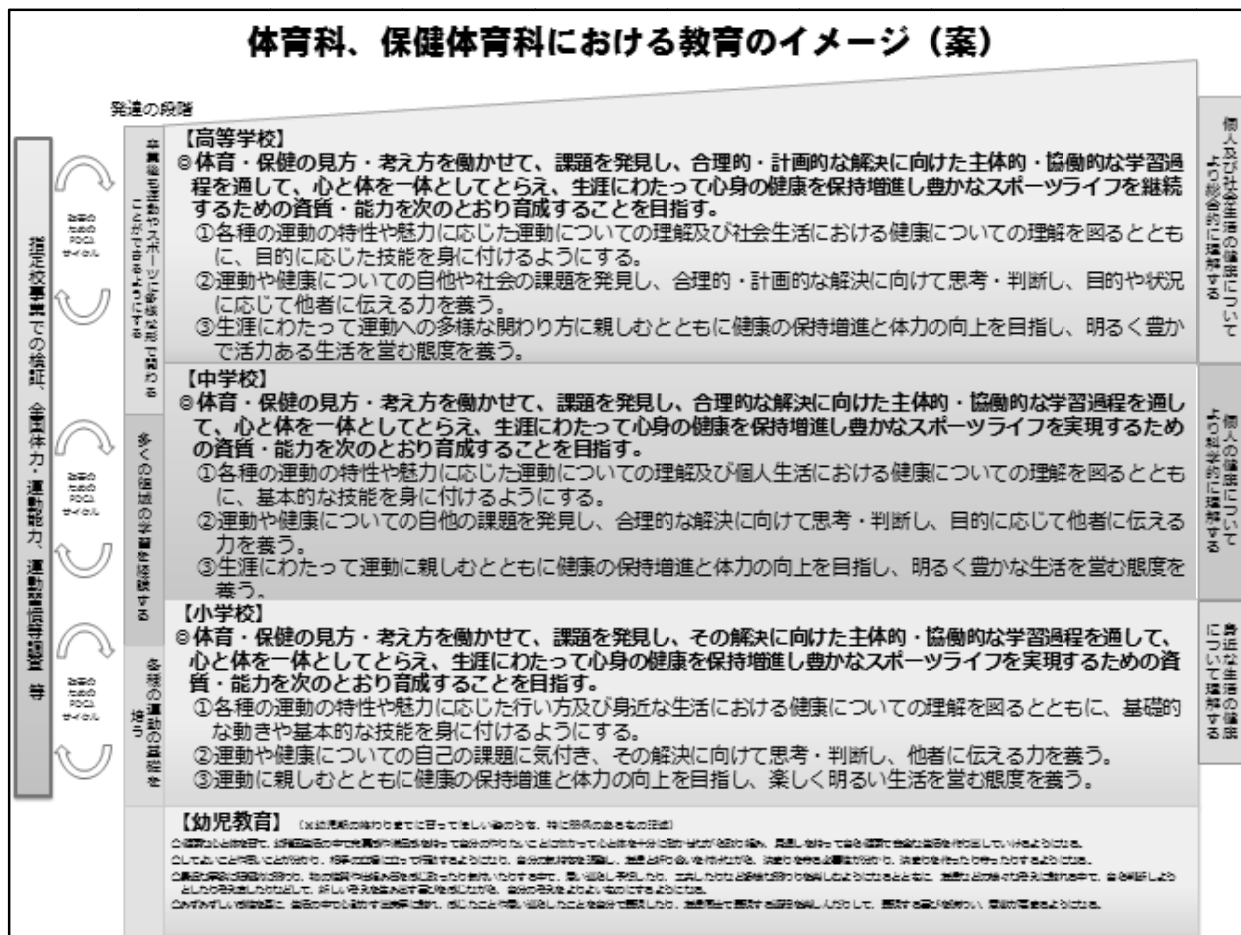 体育科、保健体育科における教育のイメージ（案）
発達の段階
【高等学校】
◎体育・保健の見方・考え方を働かせて、課題を発見し、合理的・計画的な解決に向けた主体的・協働的な学習過
程を通して、心と体を一体としてとらえ、生涯にわたって心身の健康を保持増進し豊かなスポーツライフを継続
するための資質・能力を次のとおり育成することを目指す。
①各種の運動の特性や魅力に応じた運動についての理解及び社会生活における健康についての理解を図るととも
に、目的に応じた技能を身に付けるようにする。
②運動や健康についての自他や社会の課題を発見し、合理的・計画的な解決に向けて思考・判断し、目的や状況
に応じて他者に伝える力を養う。
③生涯にわたって運動への多様な関わり方に親しむとともに健康の保持増進と体力の向上を目指し、明るく豊か
で活力ある生活を営む態度を養う。
【中学校】
◎体育・保健の見方・考え方を働かせて、課題を発見し、合理的な解決に向けた主体的・協働的な学習過程を通し
て、心と体を一体としてとらえ、生涯にわたって心身の健康を保持増進し豊かなスポーツライフを実現するため
の資質・能力を次のとおり育成することを目指す。
①各種の運動の特性や魅力に応じた運動についての理解及び個人生活における健康についての理解を図るととも
に、基本的な技能を身に付けるようにする。
②運動や健康についての自他の課題を発見し、合理的な解決に向けて思考・判断し、目的に応じて他者に伝える
力を養う。
③生涯にわたって運動に親しむとともに健康の保持増進と体力の向上を目指し、明るく豊かな生活を営む態度を
養う。
【小学校】
◎体育・保健の見方・考え方を働かせて、課題を発見し、その解決に向けた主体的・協働的な学習過程を通して、
心と体を一体としてとらえ、生涯にわたって心身の健康を保持増進し豊かなスポーツライフを実現するための資
質・能力を次のとおり育成することを目指す。
①各種の運動の特性や魅力に応じた行い方及び身近な生活における健康についての理解を図るとともに、基礎的
な動きや基本的な技能を身に付けるようにする。
②運動や健康についての自己の課題に気付き、その解決に向けて思考・判断し、他者に伝える力を養う。
③運動に親しむとともに健康の保持増進と体力の向上を目指し、楽しく明るい生活を営む態度を養う。
【幼児教育】
指定校事業での検証、全国体力・運動能力、運動習慣等調査 等
改善の
ための
PDCA
サイクル
改善の
ための
PDCA
サイクル
改善の
ための
PDCA
サイクル
多くの領域の学習を経験する
各種の運動の基礎を
培う
個人及び社会生活の健康について
より総合的に理解する
個人の健康について
より科学的に理解する
身近な生活の健康
について理解する